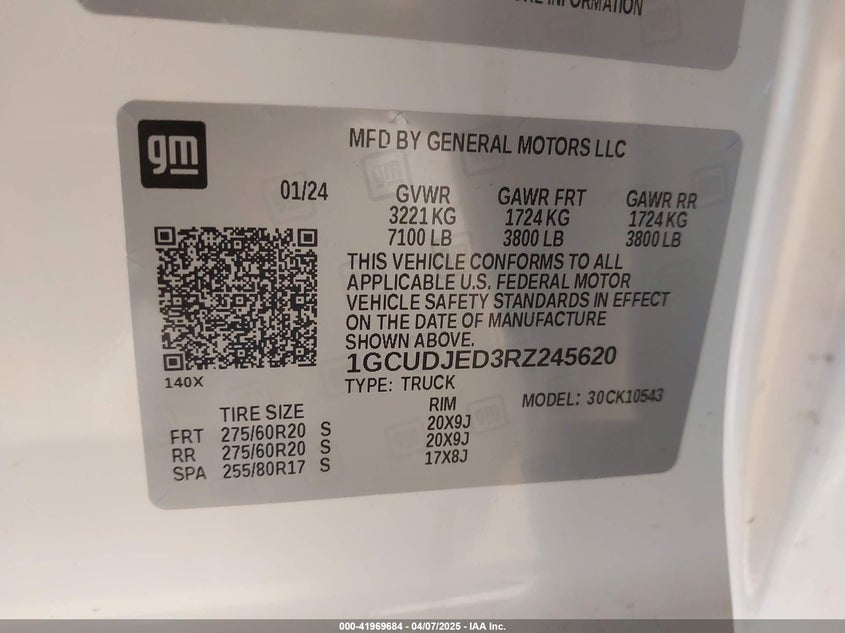 INFORMATION
gm
MFD BY GENERAL MOTORS LLC
01/24
GVWR GAWR FRT GAWR RR
3221 KG 1724 KG 1724 KG
7100 LB 3800 LB 3800 LB
THIS VEHICLE CONFORMS TO ALL
APPLICABLE U.S. FEDERAL MOTOR
VEHICLE SAFETY STANDARDS IN EFFECT
ON THE DATE OF MANUFACTURE
SHOWN ABOVE.
1GCUDJED3RZ245620
140X
TYPE: TRUCK
MODEL: 30CK10543
TIRE SIZE RIM
FRT 275/60R20 S 20X9J
RR 275/60R20 S 20X9J
SPA 255/80R17 S 17X8J
000-41969684 | 04/07/2025 - IAA Inc.